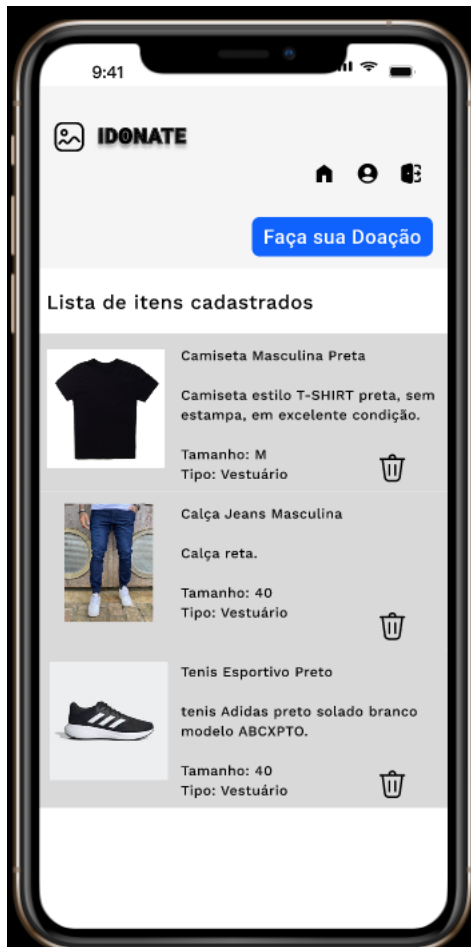 9:41
IDONATE
Faça sua Doação
Lista de itens cadastrados
Camiseta Masculina Preta
Camiseta estilo T-SHIRT preta, sem
estampa, em excelente condição.
Tamanho: M
Tipo: Vestuário
Calça Jeans Masculina
Calça reta.
Tamanho: 40
Tipo: Vestuário
Tenis Esportivo Preto
tenis Adidas preto solado branco
modelo ABCXPTO.
Tamanho: 40
Tipo: Vestuário